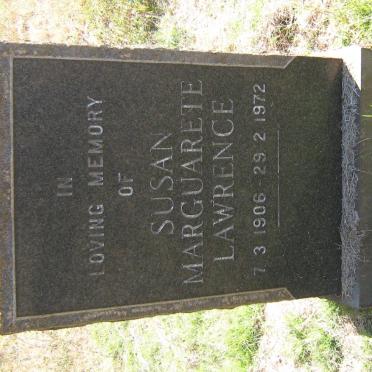 IN
LOVING MEMORY
OF
SUSAN
MARGUARETE
LAWRENCE
7 3 1906 29 2 1972